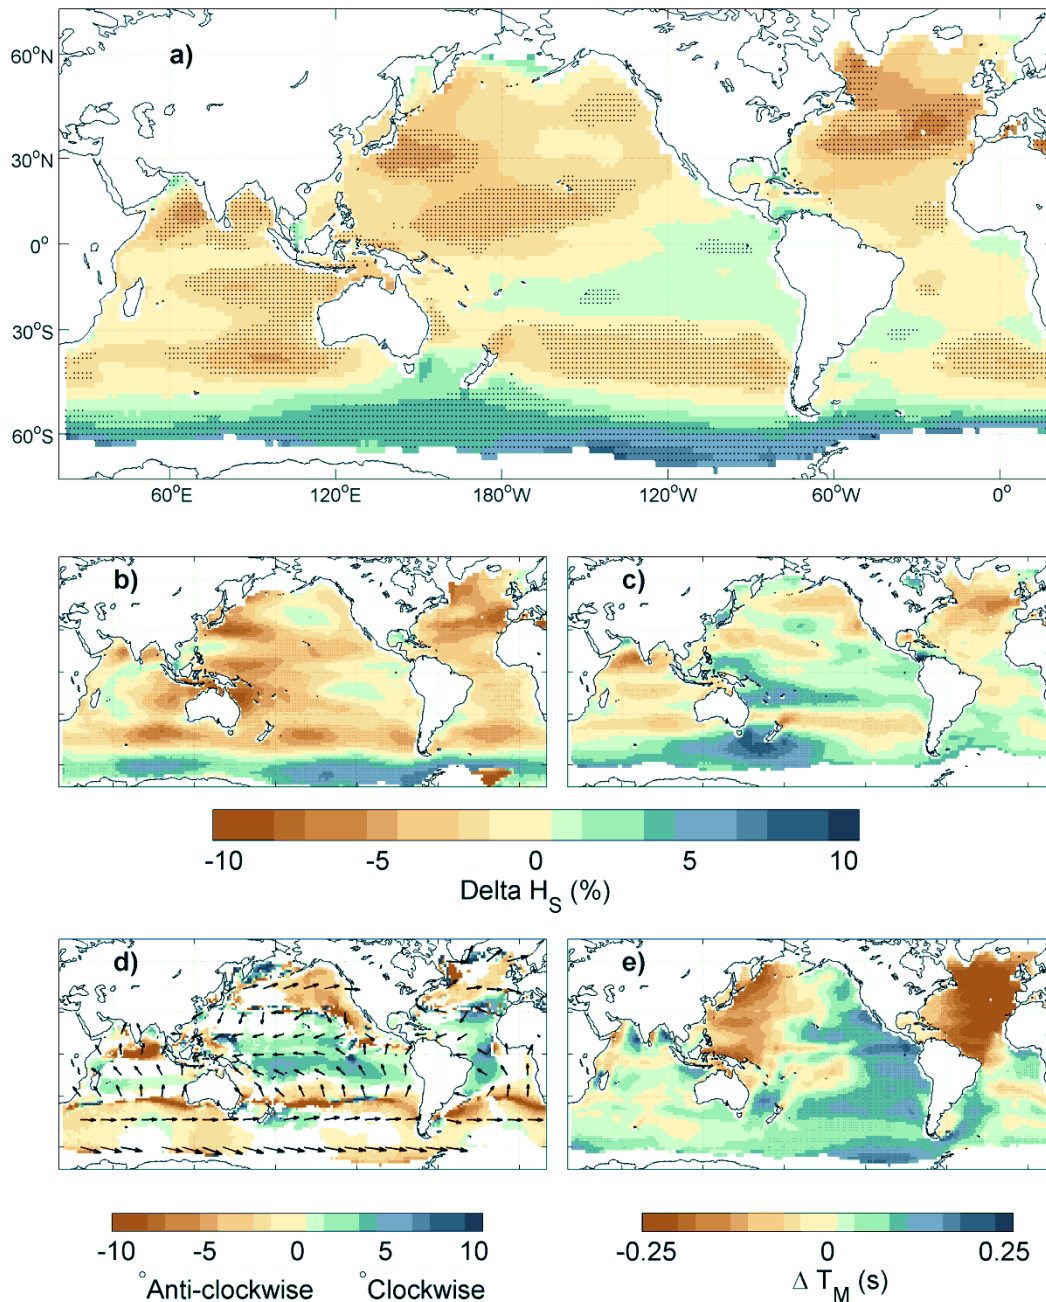 a)
60°N
30°N
0°
30°S
60°S
60°E
120°E
180°W
120°W
60°W
0°
b)
c)
-10
-5
0
5
10
Delta H_S (%)
d)
e)
-10
-5
0
5
10
°Anti-clockwise
°Clockwise
-0.25
0
0.25
Δ T_M (s)